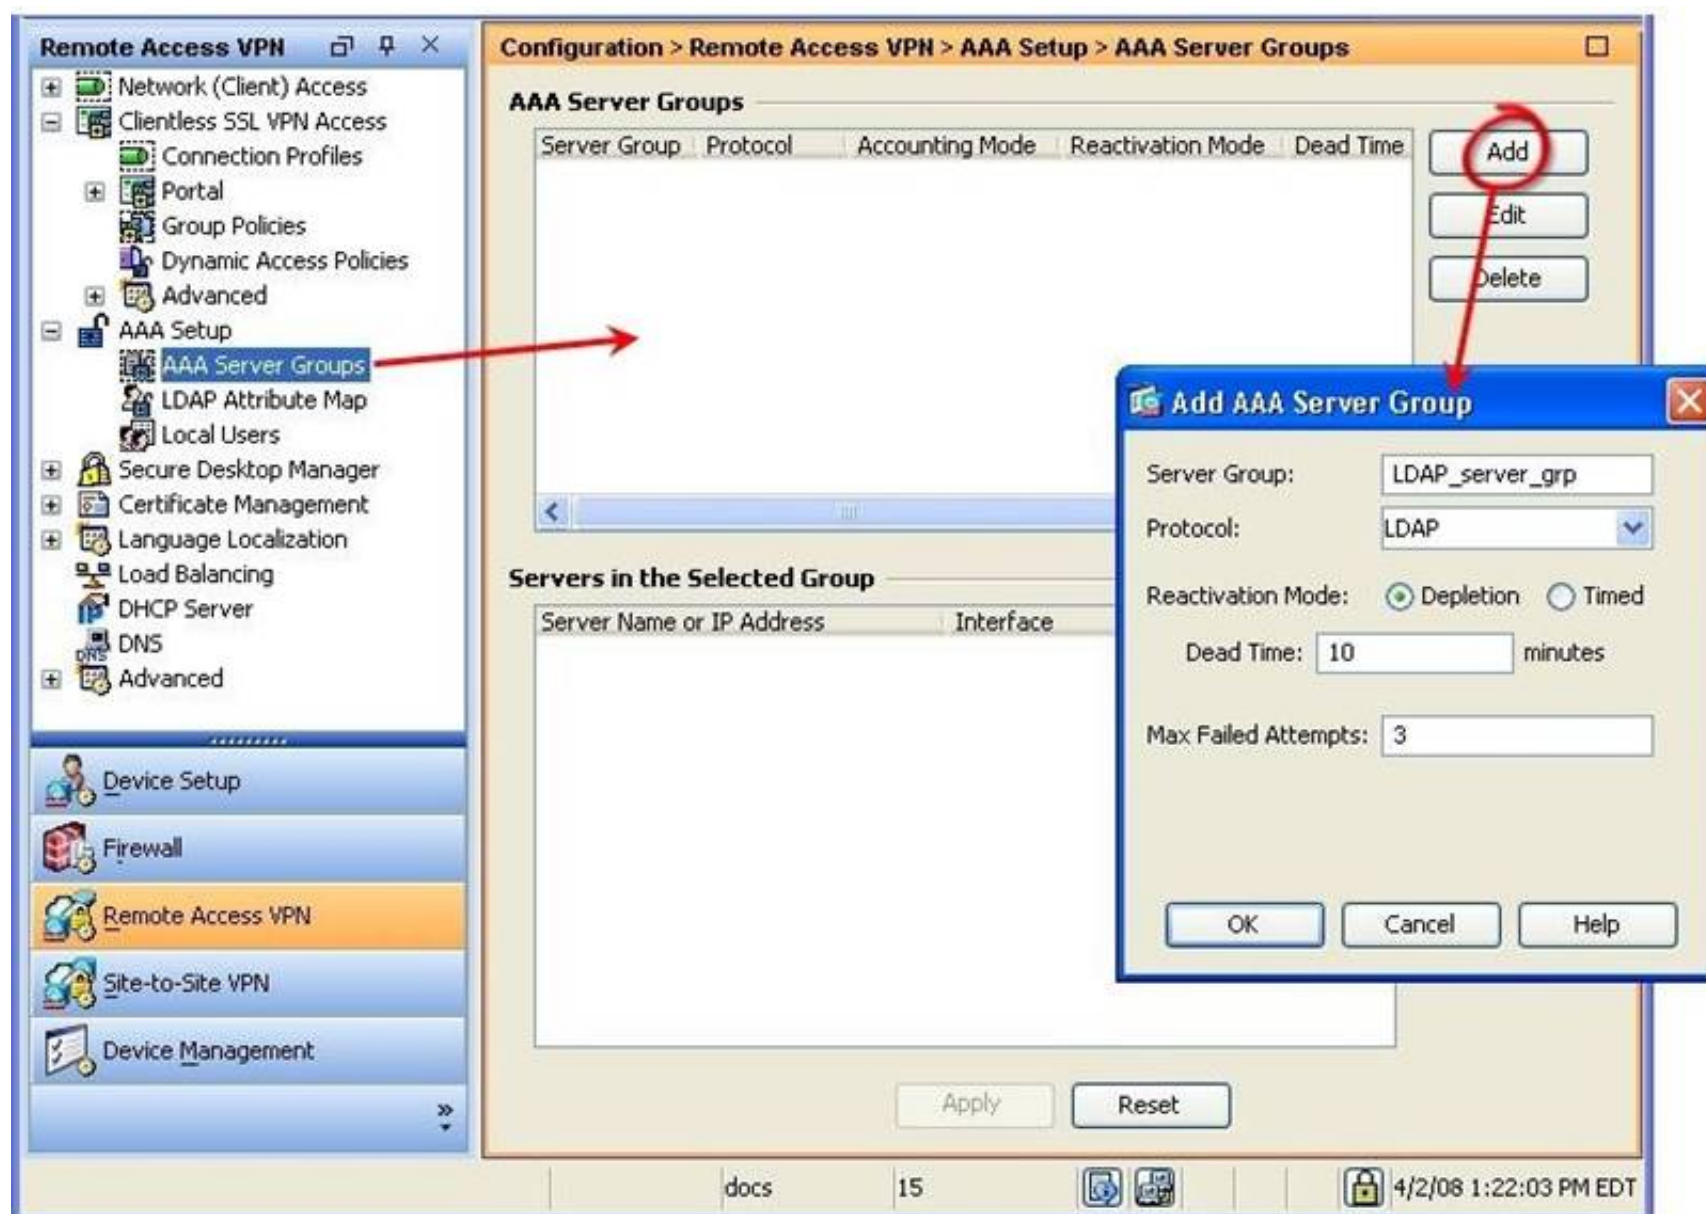 Remote Access VPN
Network (Client) Access
Clientless SSL VPN Access
Connection Profiles
Portal
Group Policies
Dynamic Access Policies
Advanced
AAA Setup
AAA Server Groups
LDAP Attribute Map
Local Users
Secure Desktop Manager
Certificate Management
Language Localization
Load Balancing
DHCP Server
DNS DNS
Advanced
Device Setup
Firewall
Remote Access VPN
Site-to-Site VPN
Device Management
Configuration > Remote Access VPN > AAA Setup > AAA Server Groups
AAA Server Groups
Server Group Protocol Accounting Mode Reactivation Mode Dead Time
Add
Edit
Delete
Servers in the Selected Group
Server Name or IP Address Interface
Add AAA Server Group
Server Group: LDAP_server_grp
Protocol: LDAP
Reactivation Mode: Depletion Timed
Dead Time: 10 minutes
Max Failed Attempts: 3
OK Cancel Help
Apply Reset
docs 15 4/2/08 1:22:03 PM EDT